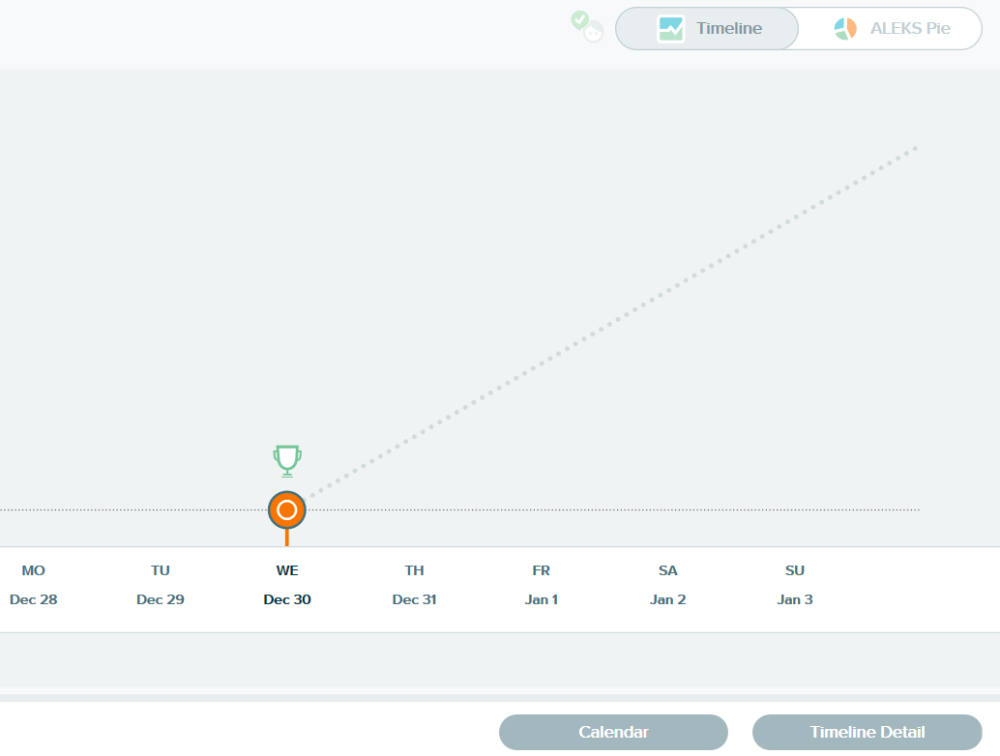 Timeline
ALEKS Pie
MO TU WE TH FR SA SU
Dec 28 Dec 29 Dec 30 Dec 31 Jan 1 Jan 2 Jan 3
Calendar
Timeline Detail